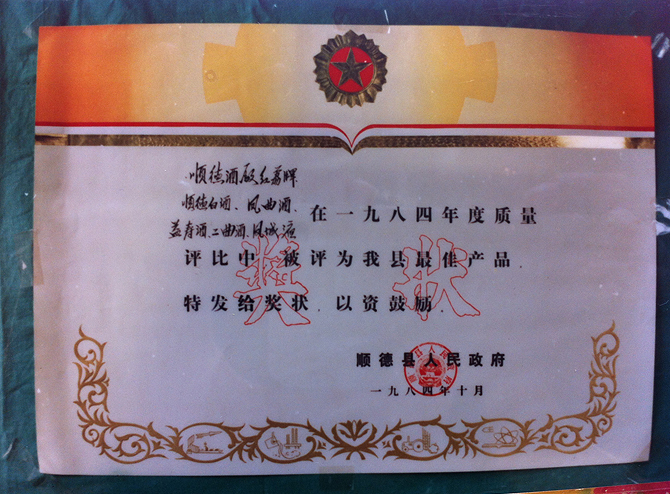 顺德酒厰红荔牌
顺德白酒、凤曲酒、
益寿酒、二曲酒、凤城液
在一九八四年度质量
评比中 被评为我县最佳产品.
特发给奖状. 以资鼓励.
奖状
顺德县人民政府
一九八四年十月